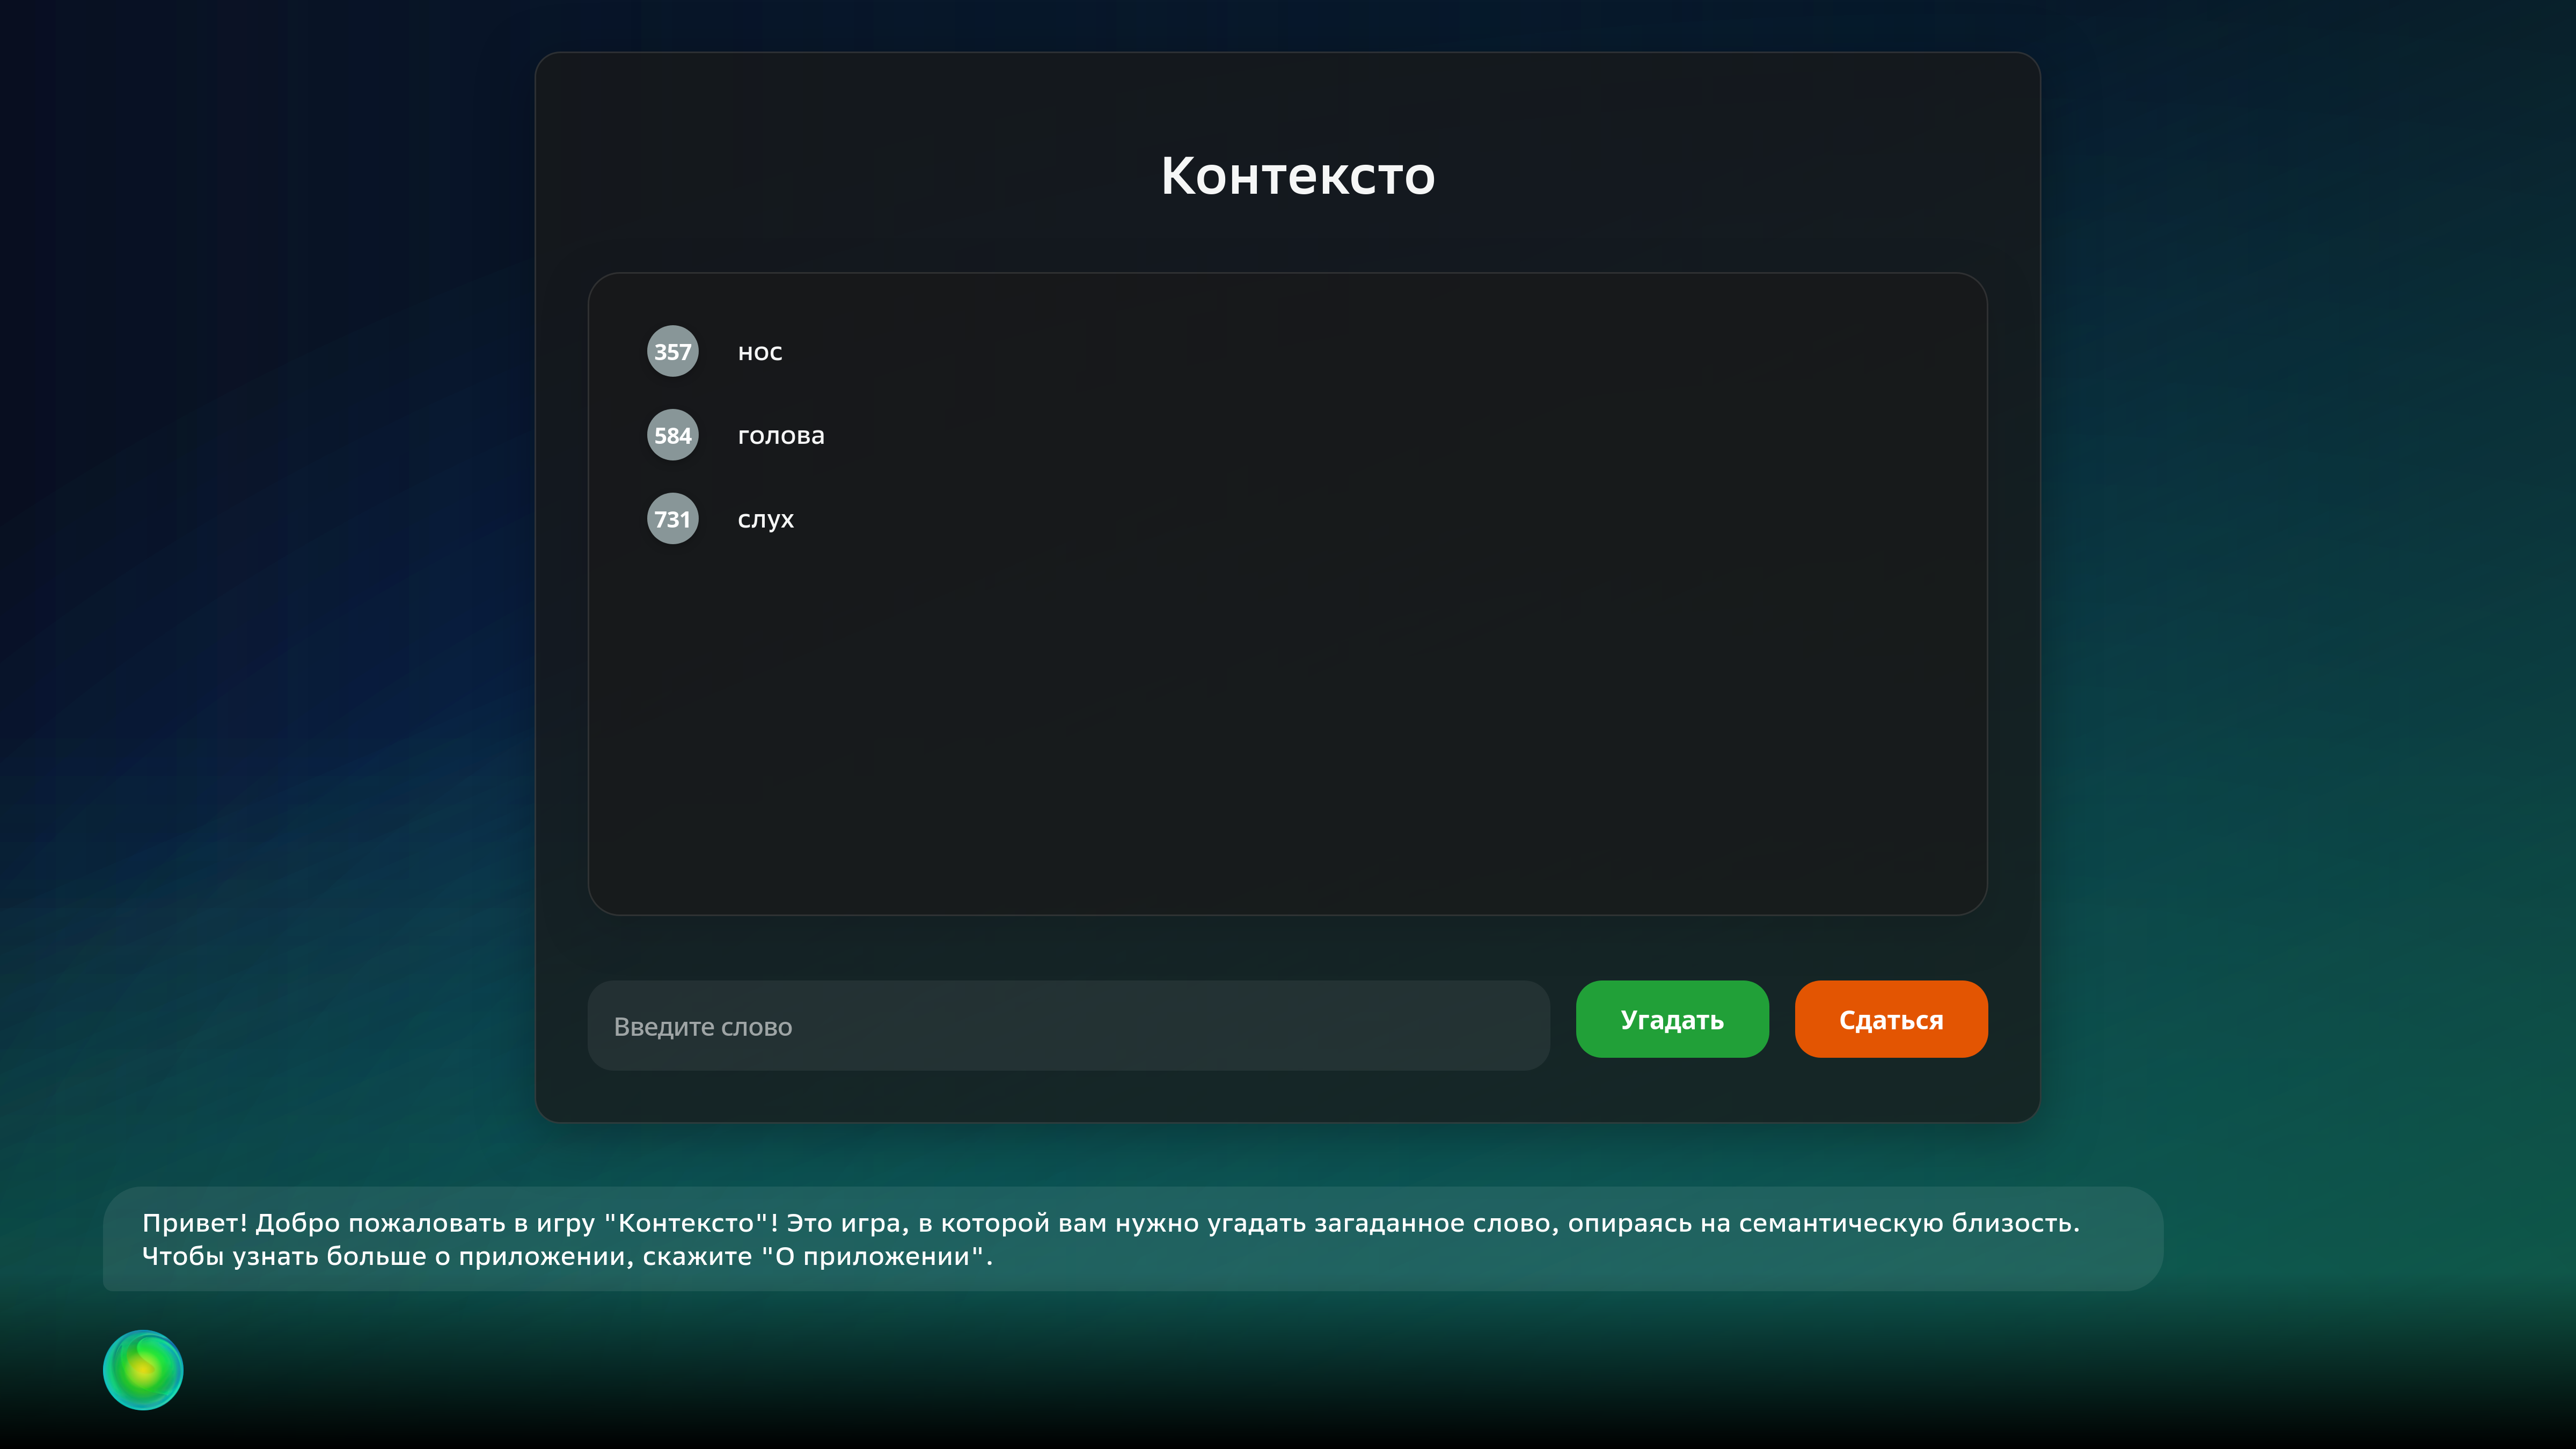 Контексто
357 нос
584 голова
731 слух
Введите слово
Угадать
Сдаться
Привет! Добро пожаловать в игру "Контексто"! Это игра, в которой вам нужно угадать загаданное слово, опираясь на семантическую близость.
Чтобы узнать больше о приложении, скажите "О приложении".